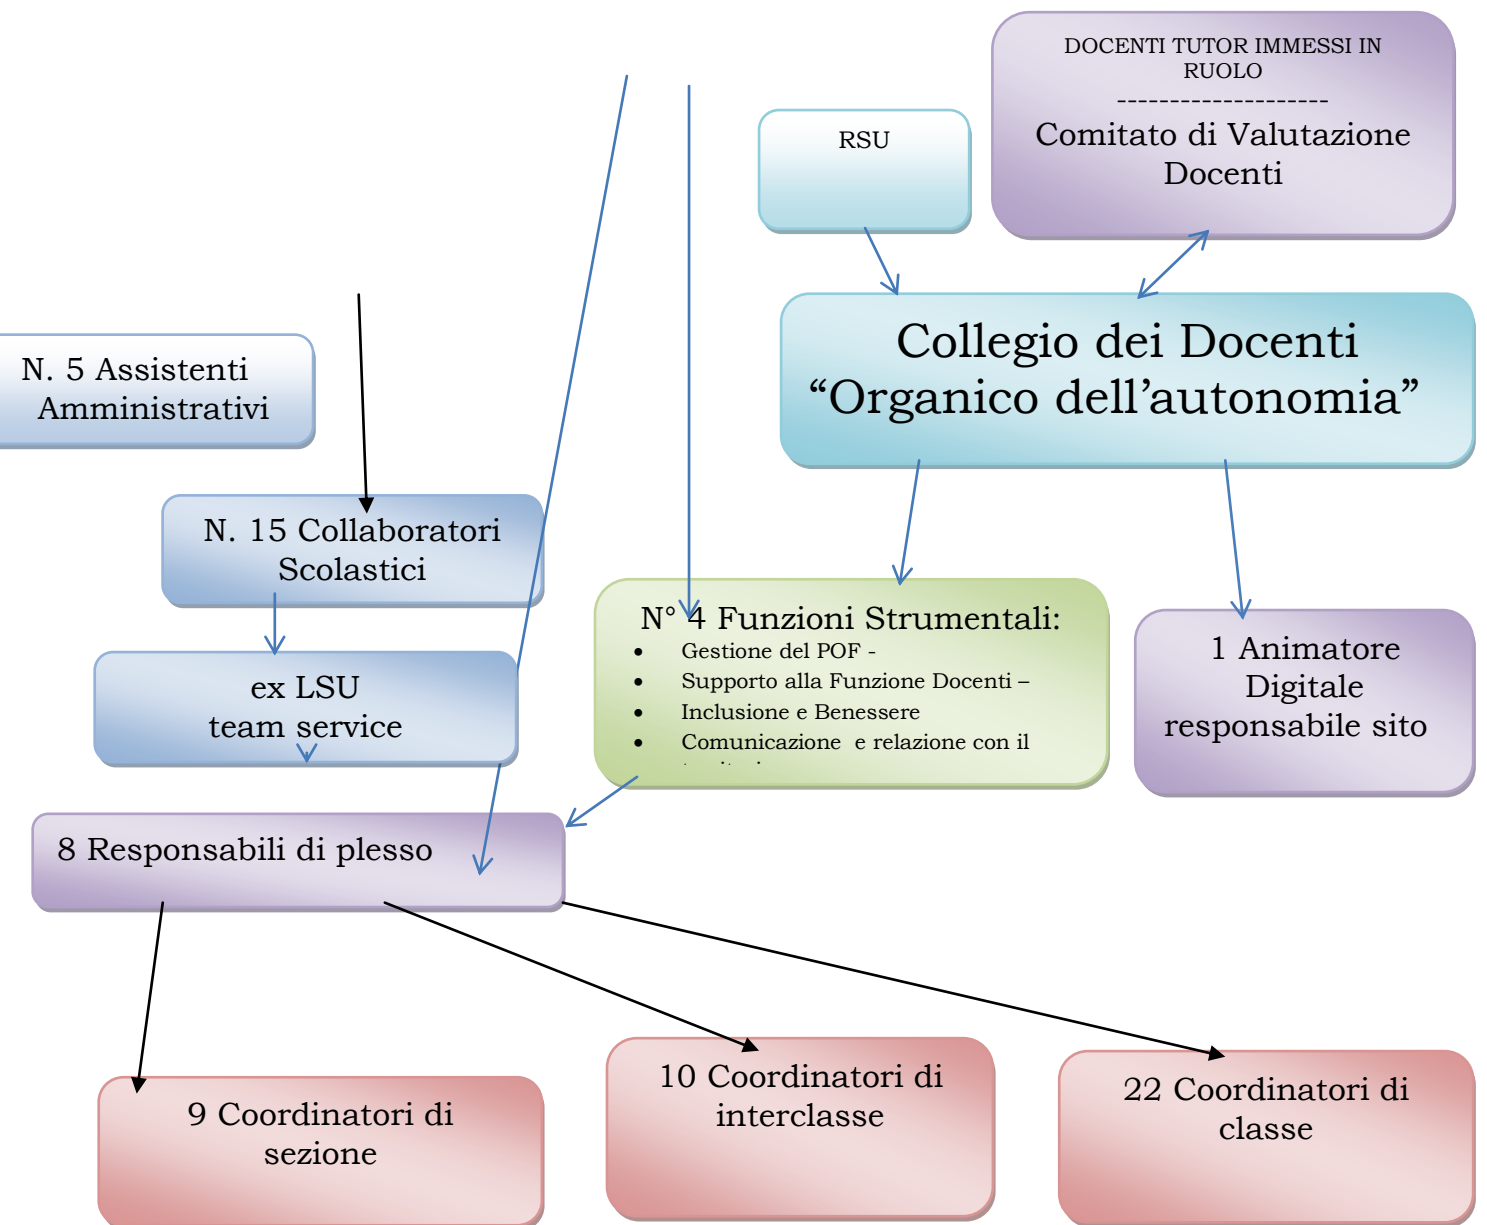 DOCENTI TUTOR IMMESSI IN
RUOLO
--------------------
Comitato di Valutazione
Docenti
RSU
Collegio dei Docenti
“Organico dell’autonomia”
N. 5 Assistenti
Amministrativi
N. 15 Collaboratori
Scolastici
N° 4 Funzioni Strumentali:
• Gestione del POF -
• Supporto alla Funzione Docenti –
• Inclusione e Benessere
• Comunicazione e relazione con il
1 Animatore
Digitale
responsabile sito
ex LSU
team service
8 Responsabili di plesso
9 Coordinatori di
sezione
10 Coordinatori di
interclasse
22 Coordinatori di
classe